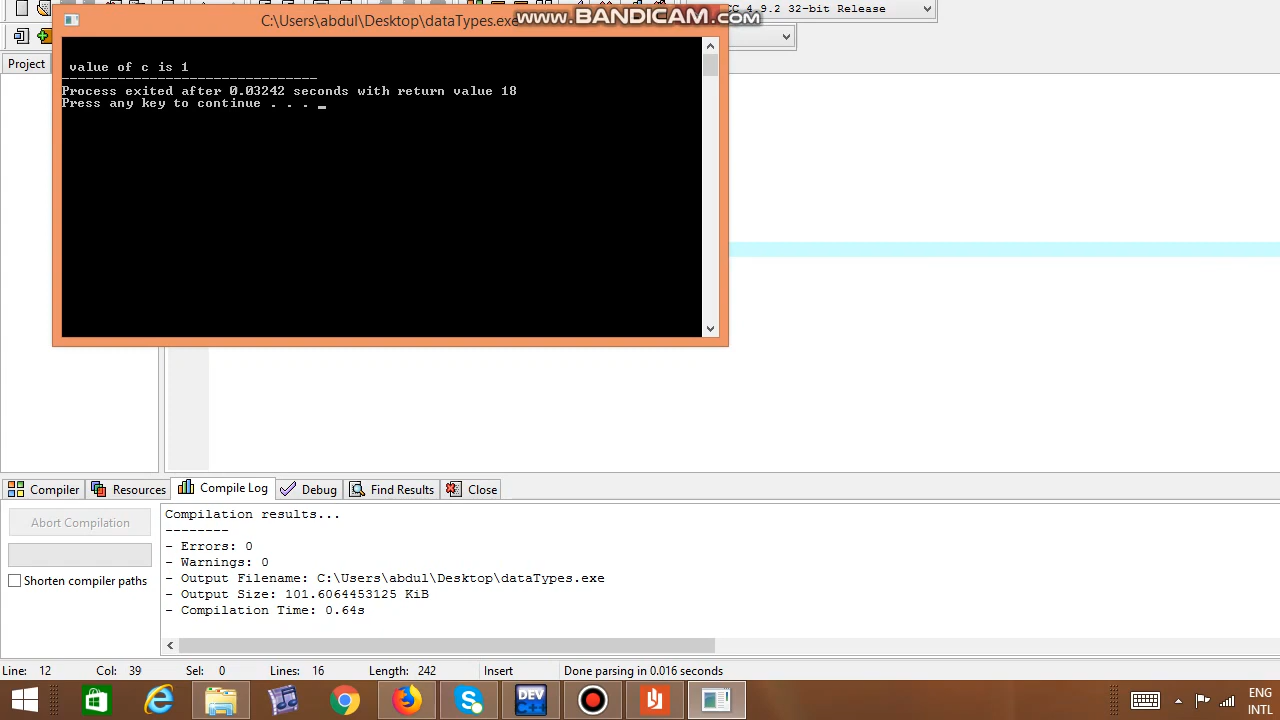 C:\Users\abdul\Desktop\dataTypes.exe
www.BANDICAM.com
CC 4.9.2 32-bit Release
Project
value of c is 1
--------------------------------
Process exited after 0.03242 seconds with return value 18
Press any key to continue . . . _
Compiler
Resources
Compile Log
Debug
Find Results
Close
Abort Compilation
Shorten compiler paths
Compilation results...
--------
- Errors: 0
- Warnings: 0
- Output Filename: C:\Users\abdul\Desktop\dataTypes.exe
- Output Size: 101.6064453125 KiB
- Compilation Time: 0.64s
Line: 12 Col: 39 Sel: 0 Lines: 16 Length: 242 Insert Done parsing in 0.016 seconds
DEV
C++
ENG
INTL